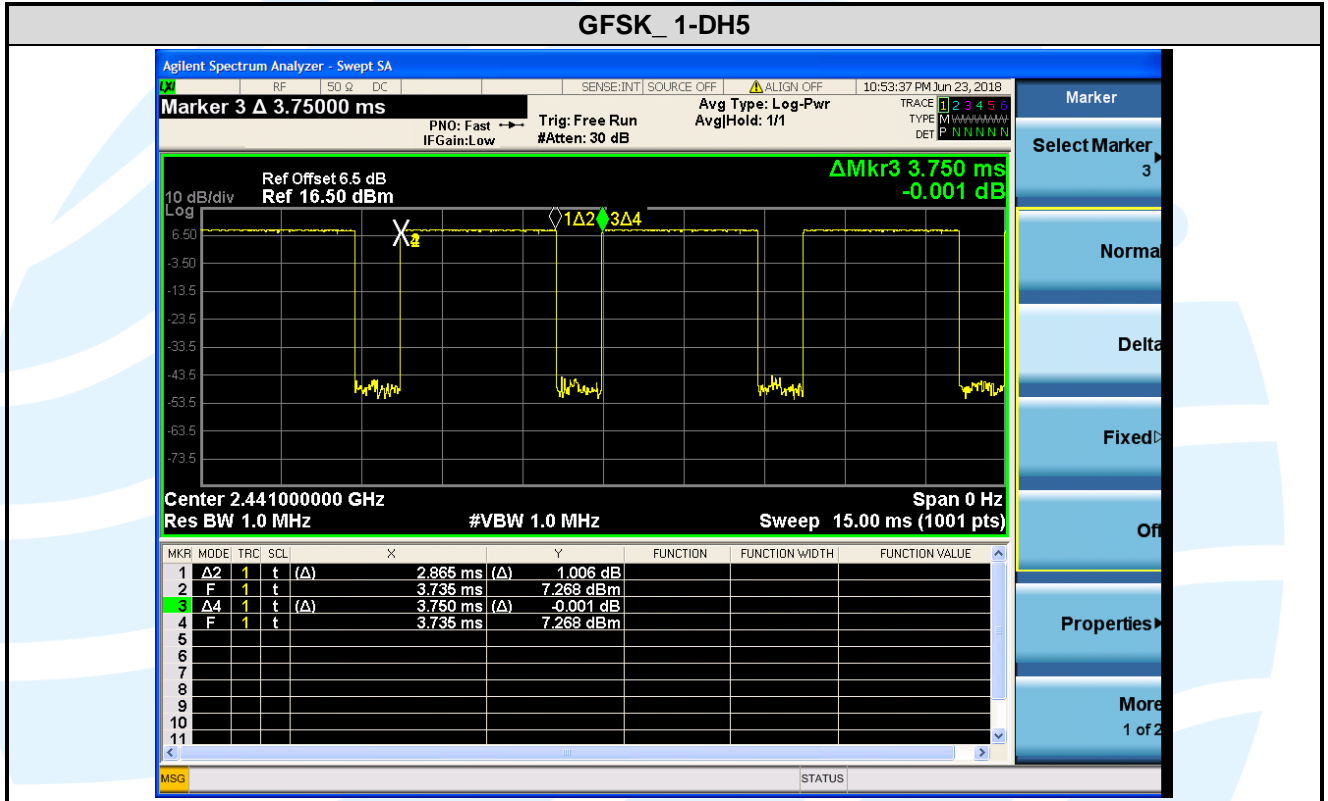 GFSK_ 1-DH5
Agilent Spectrum Analyzer - Swept SA
LXI RF 50 Ω DC SENSE:INT SOURCE OFF ALIGN OFF 10:53:37 PM Jun 23, 2018
Marker 3 Δ 3.75000 ms
PNO: Fast
IFGain:Low
Trig: Free Run
#Atten: 30 dB
Avg Type: Log-Pwr
Avg|Hold: 1/1
TRACE 1 2 3 4 5 6
TYPE M
DET P N N N N N
ΔMkr3 3.750 ms
-0.001 dB
Ref Offset 6.5 dB
10 dB/div Ref 16.50 dBm
Log
1Δ2 3Δ4
6.50
-3.50
-13.5
-23.5
-33.5
-43.5
-53.5
-63.5
-73.5
Center 2.441000000 GHz Span 0 Hz
Res BW 1.0 MHz #VBW 1.0 MHz Sweep 15.00 ms (1001 pts)
MKR MODE TRC SCL X Y FUNCTION FUNCTION WIDTH FUNCTION VALUE
1 Δ2 1 t (Δ) 2.865 ms (Δ) 1.006 dB
2 F 1 t 3.735 ms 7.268 dBm
3 Δ4 1 t (Δ) 3.750 ms (Δ) -0.001 dB
4 F 1 t 3.735 ms 7.268 dBm
5
6
7
8
9
10
11
MSG STATUS
Marker
Select Marker
3
Normal
Delta
Fixed
Off
Properties
More
1 of 2